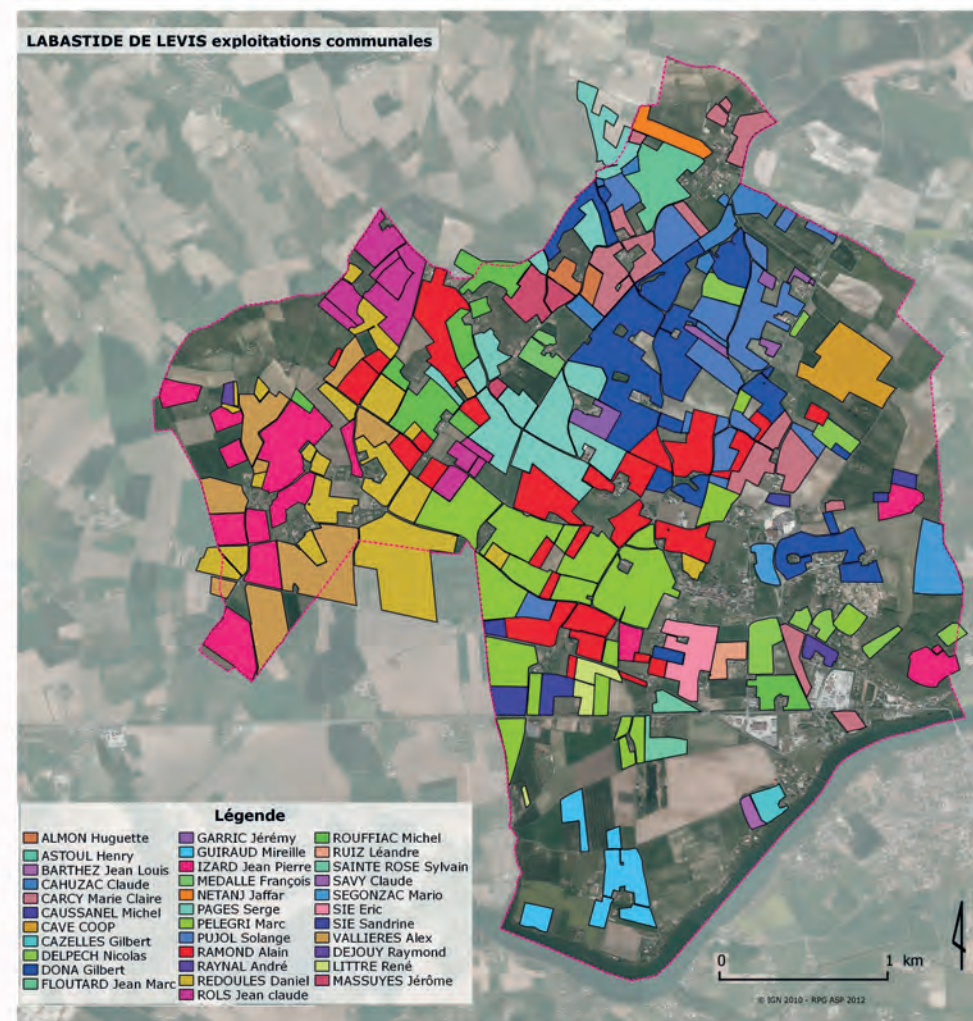 LABASTIDE DE LEVIS exploitations communales
Légende
ALMON Huguette
ASTOUL Henry
BARTHEZ Jean Louis
CAHUZAC Claude
CARCY Marie Claire
CAUSSANEL Michel
CAVE COOP
CAZELLES Gilbert
DELPECH Nicolas
DONA Gilbert
FLOUTARD Jean Marc
GARRIC Jérémy
GUIRAUD Mireille
IZARD Jean Pierre
MEDALLE François
NETANJ Jaffar
PAGES Serge
PELEGRI Marc
PUJOL Solange
RAMOND Alain
RAYNAL André
REDOULES Daniel
ROLS Jean claude
ROUFFIAC Michel
RUIZ Léandre
SAINTE ROSE Sylvain
SAVY Claude
SEGONZAC Mario
SIE Eric
SIE Sandrine
VALLIERES Alex
DEJOUY Raymond
LITTRE René
MASSUYES Jérôme
0 1 km
© IGN 2010 - RPG ASP 2012